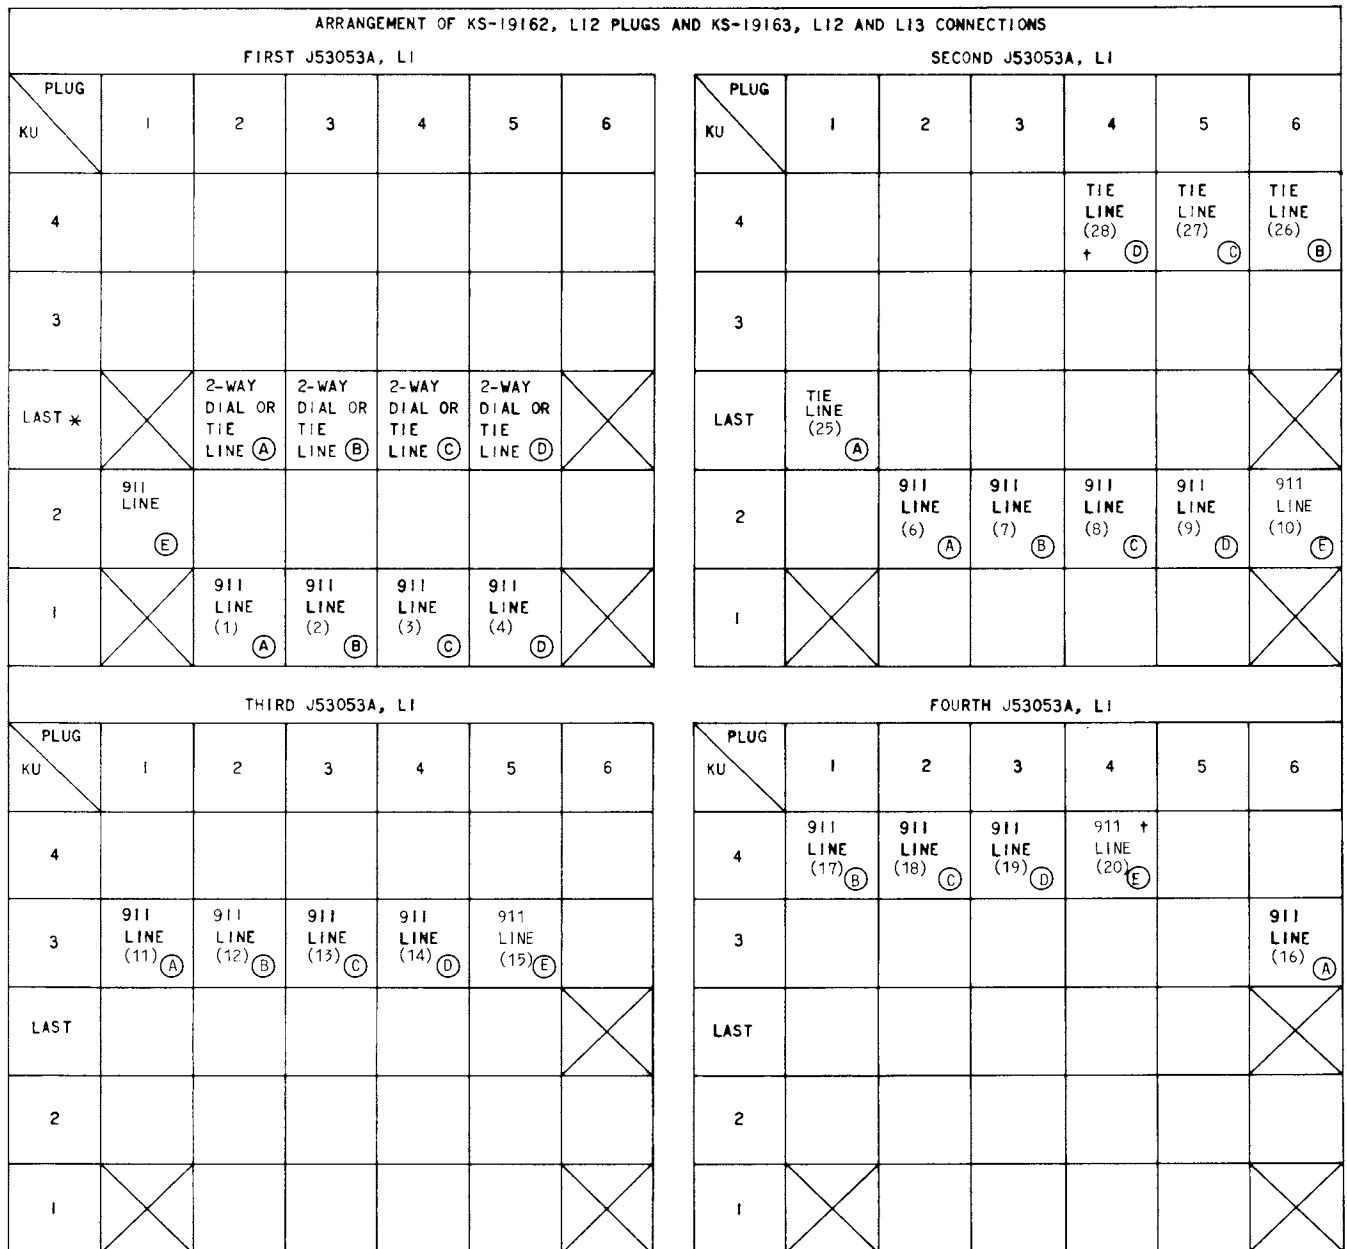 ARRANGEMENT OF KS-19162, L12 PLUGS AND KS-19163, L12 AND L13 CONNECTIONS
FIRST J53053A, L1
PLUG
KU
1 2 3 4 5 6
4
3
LAST *
2-WAY DIAL OR TIE LINE A
2-WAY DIAL OR TIE LINE B
2-WAY DIAL OR TIE LINE C
2-WAY DIAL OR TIE LINE D
2
911 LINE E
1
911 LINE (1) A
911 LINE (2) B
911 LINE (3) C
911 LINE (4) D
SECOND J53053A, L1
PLUG
KU
1 2 3 4 5 6
4
TIE LINE (28) † D
TIE LINE (27) C
TIE LINE (26) B
3
LAST
TIE LINE (25) A
2
911 LINE (6) A
911 LINE (7) B
911 LINE (8) C
911 LINE (9) D
911 LINE (10) E
1
THIRD J53053A, L1
PLUG
KU
1 2 3 4 5 6
4
3
911 LINE (11) A
911 LINE (12) B
911 LINE (13) C
911 LINE (14) D
911 LINE (15) E
LAST
2
1
FOURTH J53053A, L1
PLUG
KU
1 2 3 4 5 6
4
911 LINE (17) B
911 LINE (18) C
911 LINE (19) D
911 † LINE (20) E
3
911 LINE (16) A
LAST
2
1